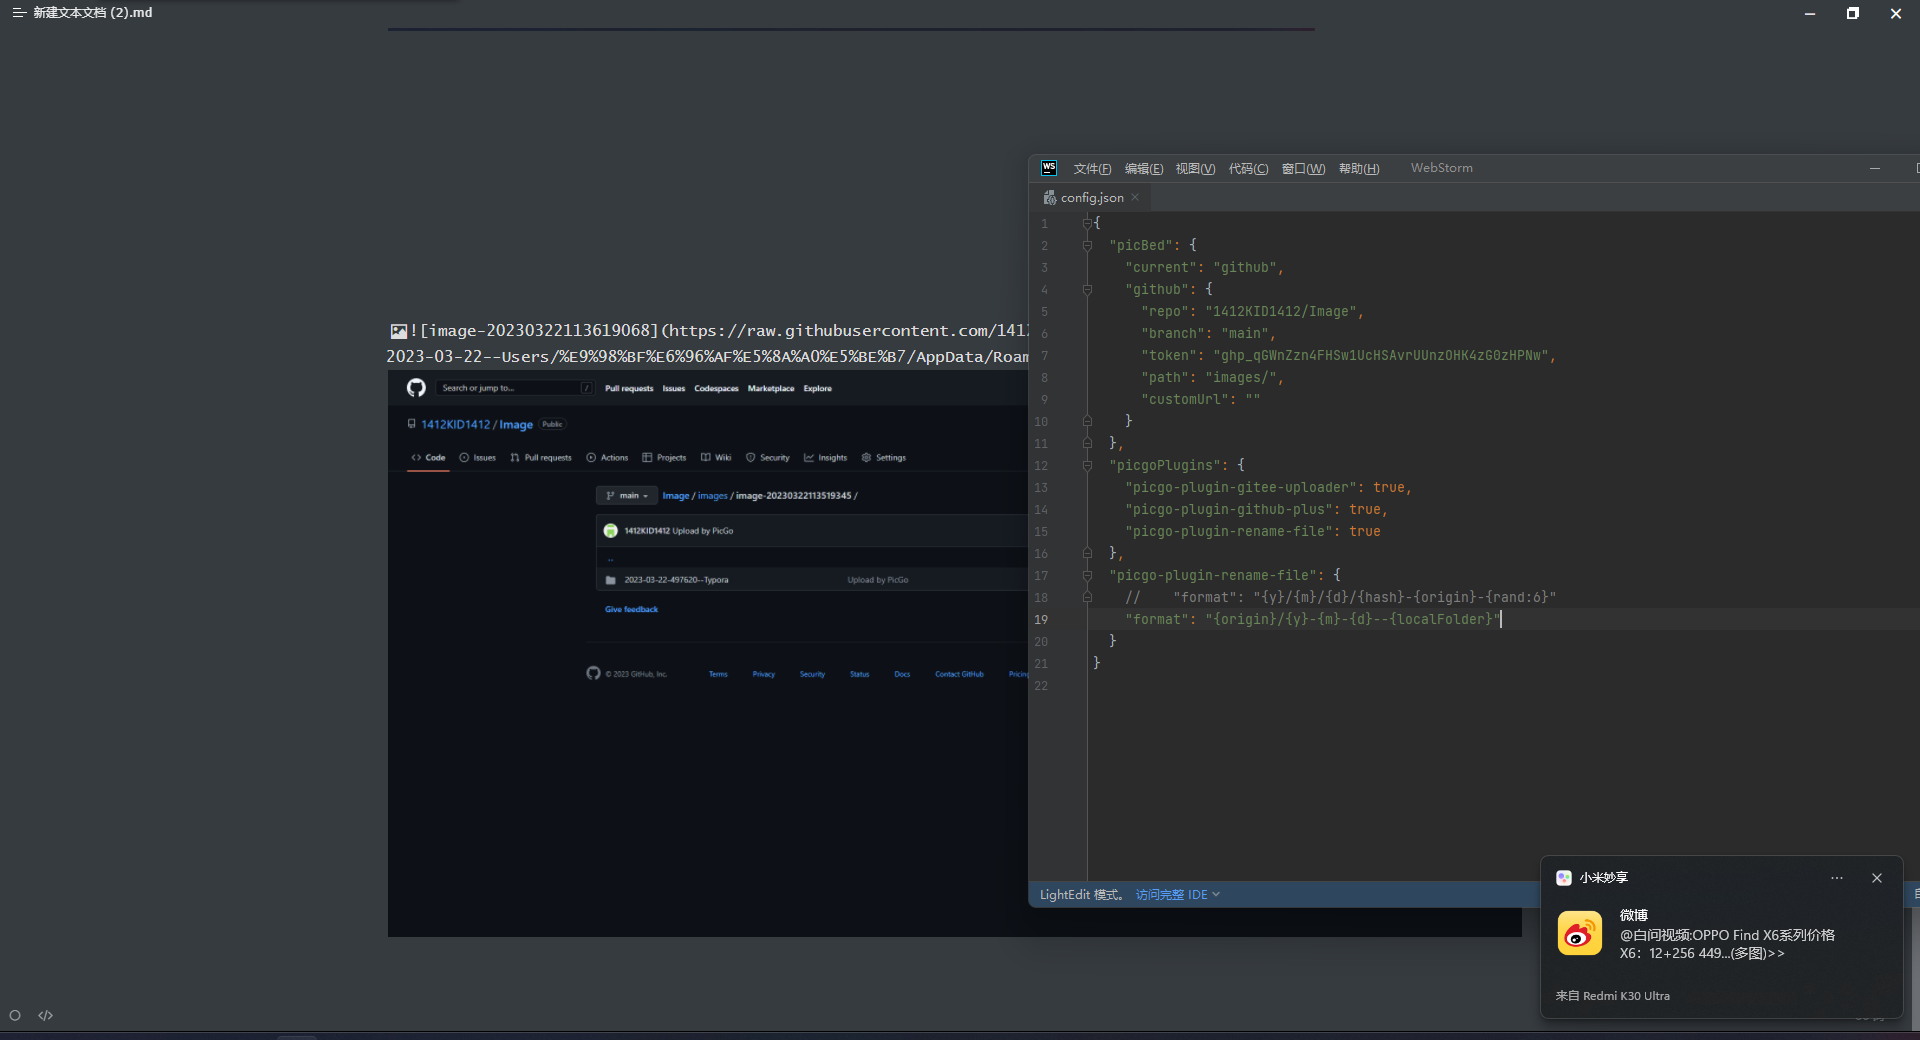 新建文本文档 (2).md
![image-20230322113619068](https://raw.githubusercontent.com/141
2023-03-22--Users/%E9%98%BF%E6%96%AF%E5%8A%A0%E5%BE%B7/AppData/Roam
Search or jump to... /
Pull requests Issues Codespaces Marketplace Explore
1412KID1412 / Image Public
Code Issues Pull requests Actions Projects Wiki Security Insights Settings
main Image / images / image-20230322113519345 /
1412KID1412 Upload by PicGo
..
2023-03-22-497620--Typora Upload by PicGo
Give feedback
© 2023 GitHub, Inc. Terms Privacy Security Status Docs Contact GitHub Pricing
WS 文件(F) 编辑(E) 视图(V) 代码(C) 窗口(W) 帮助(H) WebStorm
config.json
1 {
2 "picBed": {
3 "current": "github",
4 "github": {
5 "repo": "1412KID1412/Image",
6 "branch": "main",
7 "token":
8 "path": "images/",
9 "customUrl": ""
10 }
11 },
12 "picgoPlugins": {
13 "picgo-plugin-gitee-uploader": true,
14 "picgo-plugin-github-plus": true,
15 "picgo-plugin-rename-file": true
16 },
17 "picgo-plugin-rename-file": {
18 // "format": "{y}/{m}/{d}/{hash}-{origin}-{rand:6}"
19 "format": "{origin}/{y}-{m}-{d}--{localFolder}"
20 }
21 }
22
LightEdit 模式。 访问完整 IDE
小米妙享
微博
@白问视频:OPPO Find X6系列价格
X6：12+256 449...(多图)>>
来自 Redmi K30 Ultra